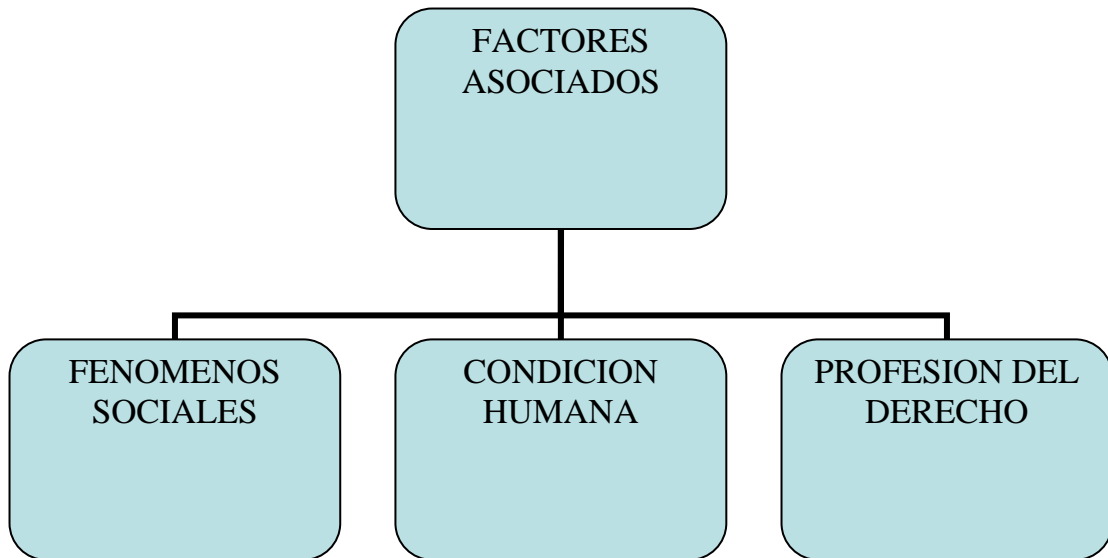 FACTORES
ASOCIADOS
FENOMENOS
SOCIALES
CONDICION
HUMANA
PROFESION DEL
DERECHO